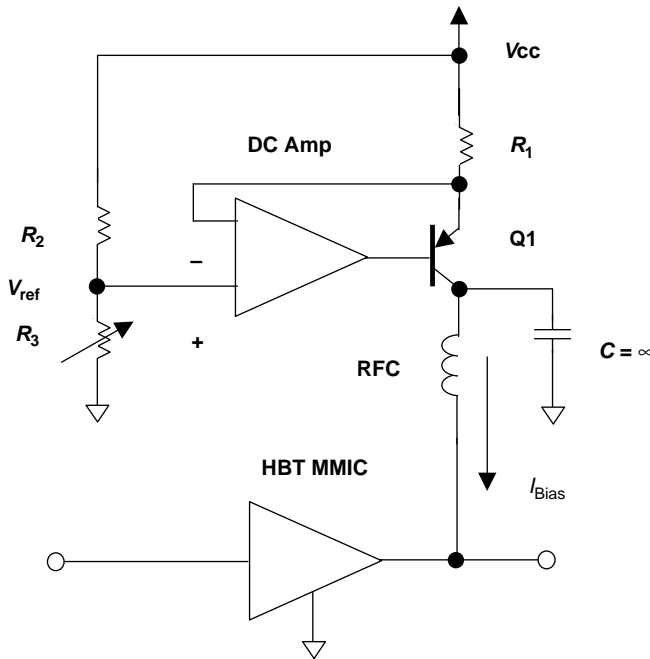 Vcc
DC Amp
R1
R2
Q1
–
Vref
R3
+
C = ∞
RFC
HBT MMIC
IBias